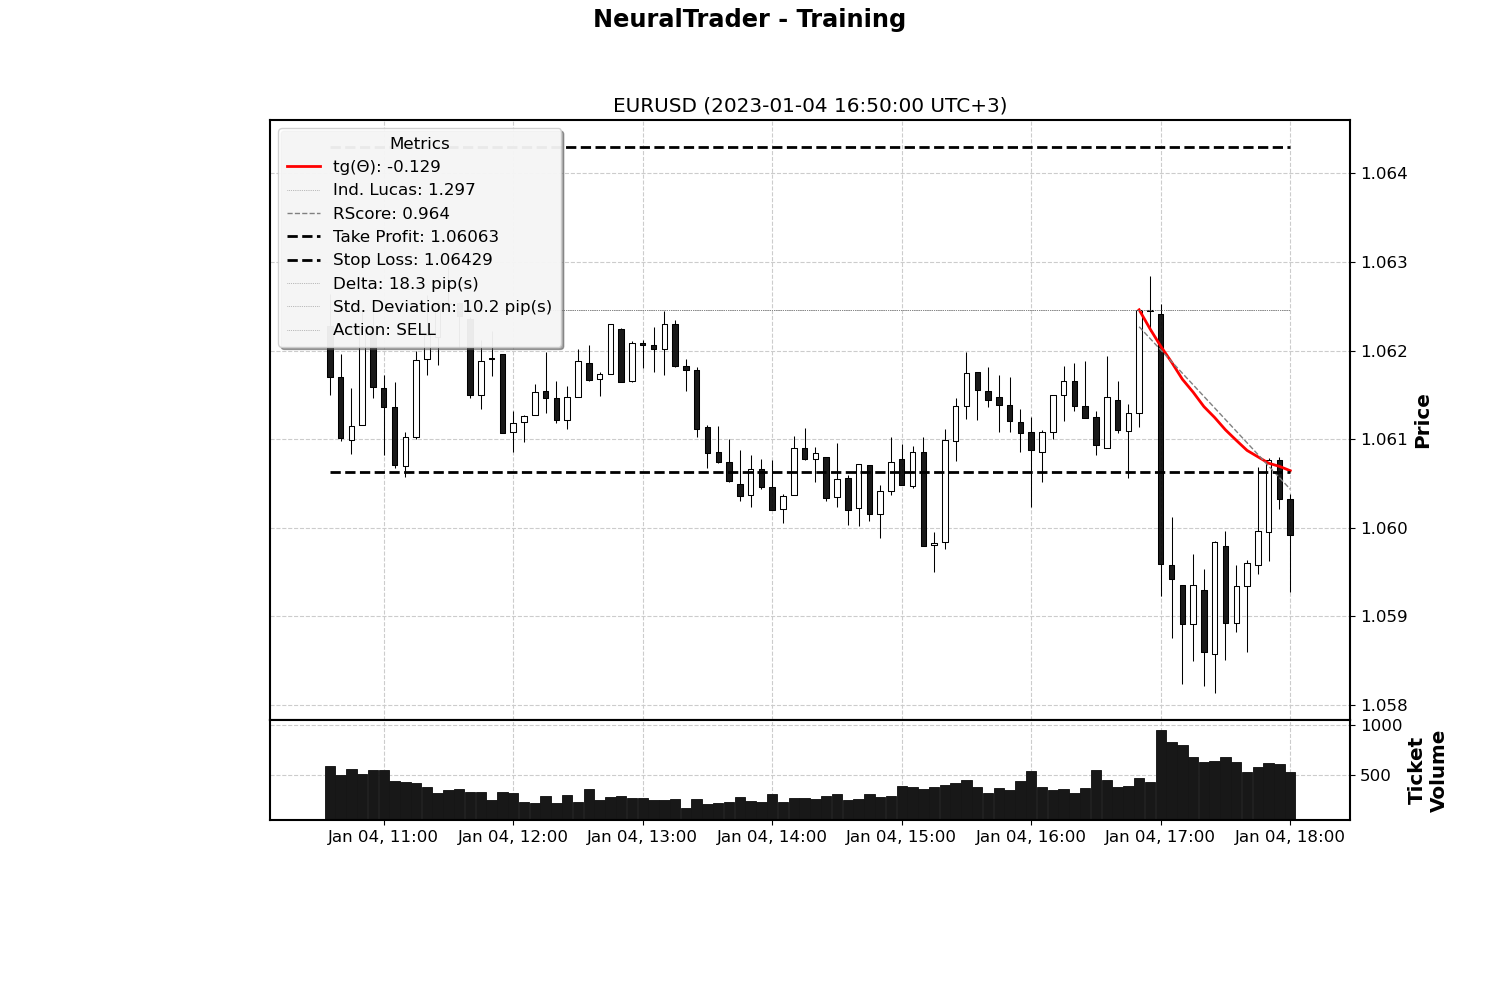 NeuralTrader - Training
EURUSD (2023-01-04 16:50:00 UTC+3)
Metrics
tg(Θ): -0.129
Ind. Lucas: 1.297
RScore: 0.964
Take Profit: 1.06063
Stop Loss: 1.06429
Delta: 18.3 pip(s)
Std. Deviation: 10.2 pip(s)
Action: SELL
1.064
1.063
1.062
1.061
1.060
1.059
1.058
Price
1000
500
Ticket
Volume
Jan 04, 11:00 Jan 04, 12:00 Jan 04, 13:00 Jan 04, 14:00 Jan 04, 15:00 Jan 04, 16:00 Jan 04, 17:00 Jan 04, 18:00